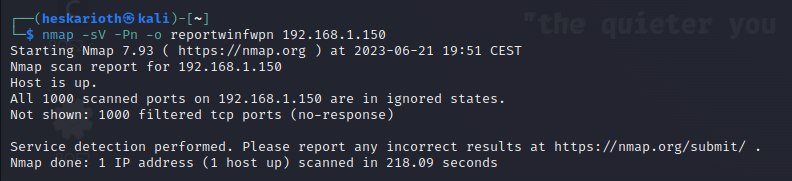 ┌──(heskarioth㉿kali)-[~]
└─$ nmap -sV -Pn -o reportwinfwpn 192.168.1.150
Starting Nmap 7.93 ( https://nmap.org ) at 2023-06-21 19:51 CEST
Nmap scan report for 192.168.1.150
Host is up.
All 1000 scanned ports on 192.168.1.150 are in ignored states.
Not shown: 1000 filtered tcp ports (no-response)

Service detection performed. Please report any incorrect results at https://nmap.org/submit/ .
Nmap done: 1 IP address (1 host up) scanned in 218.09 seconds
"the quieter you